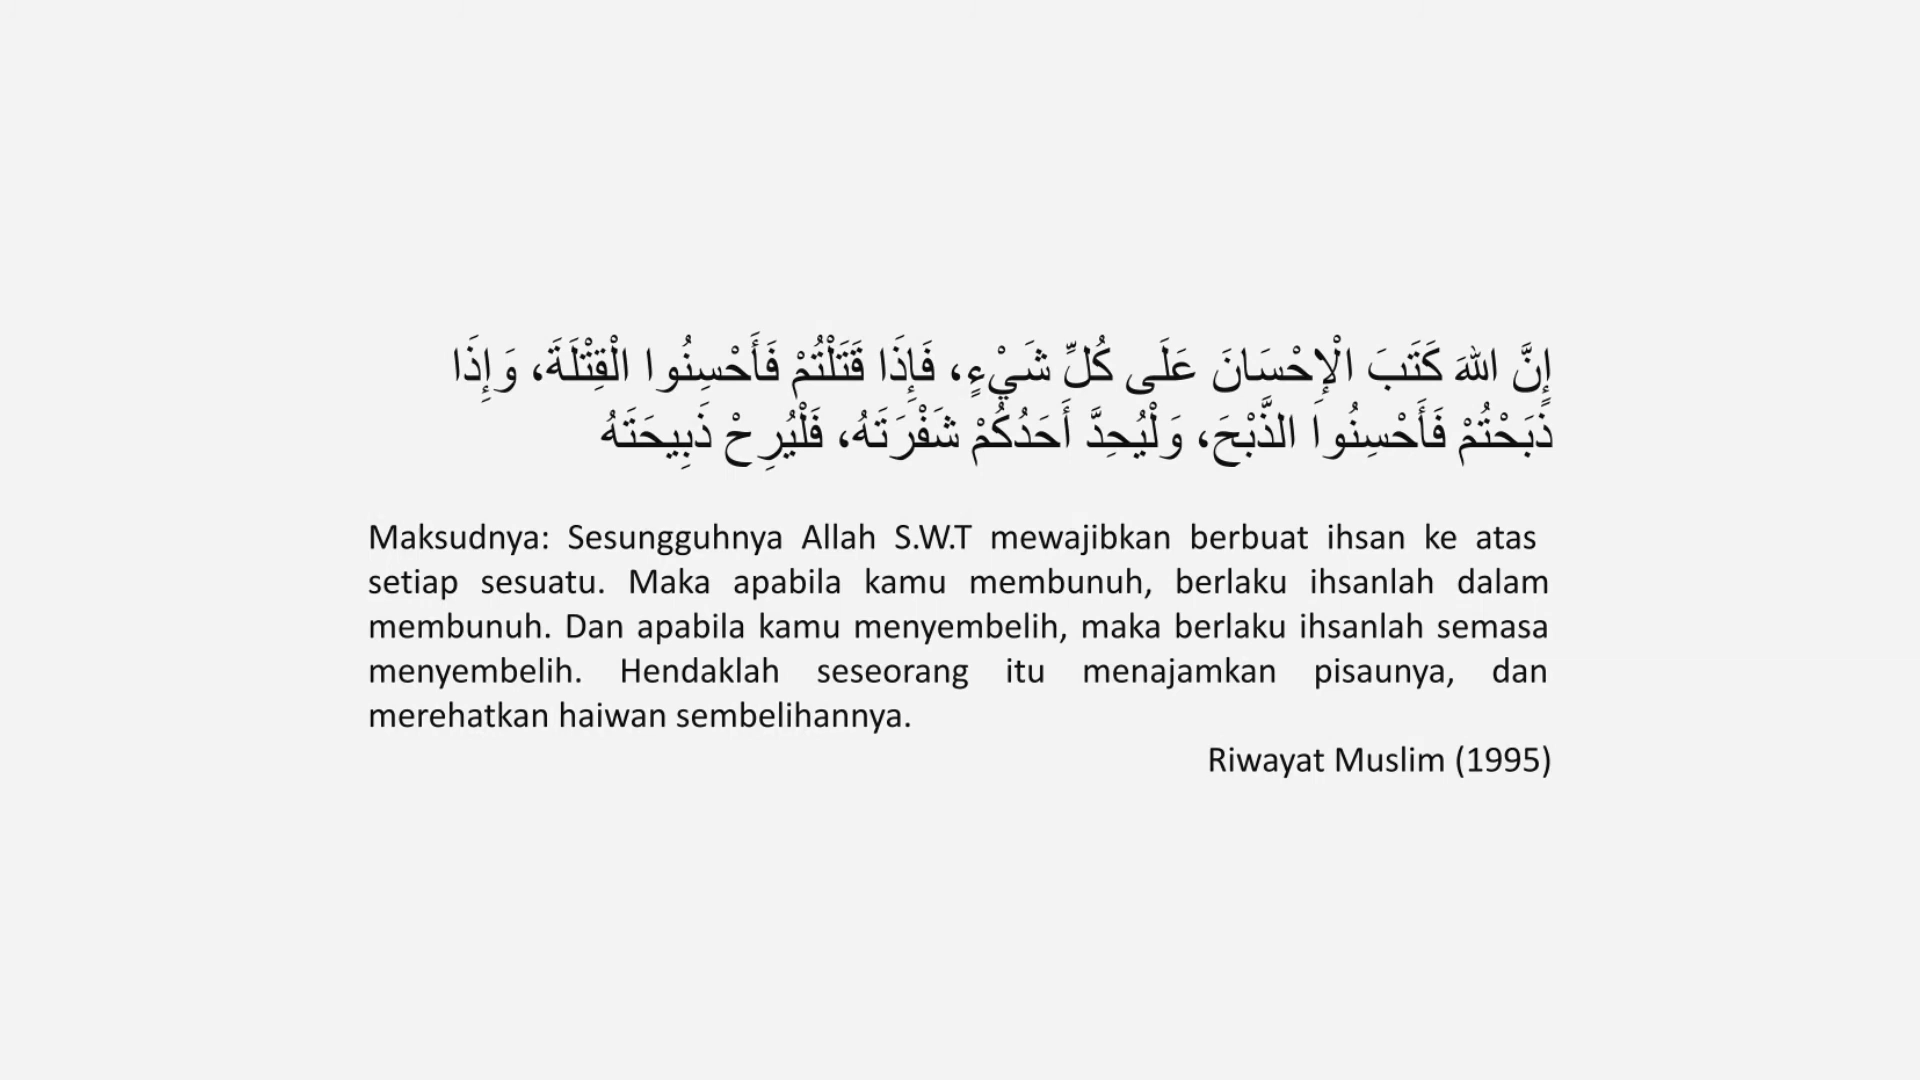 إِنَّ اللهَ كَتَبَ الْإِحْسَانَ عَلَى كُلِّ شَيْءٍ، فَإِذَا قَتَلْتُمْ فَأَحْسِنُوا الْقِتْلَةَ، وَإِذَا
ذَبَحْتُمْ فَأَحْسِنُوا الذَّبْحَ، وَلْيُحِدَّ أَحَدُكُمْ شَفْرَتَهُ، فَلْيُرِحْ ذَبِيحَتَهُ
Maksudnya: Sesungguhnya Allah S.W.T mewajibkan berbuat ihsan ke atas
setiap sesuatu. Maka apabila kamu membunuh, berlaku ihsanlah dalam
membunuh. Dan apabila kamu menyembelih, maka berlaku ihsanlah semasa
menyembelih. Hendaklah seseorang itu menajamkan pisaunya, dan
merehatkan haiwan sembelihannya.
Riwayat Muslim (1995)